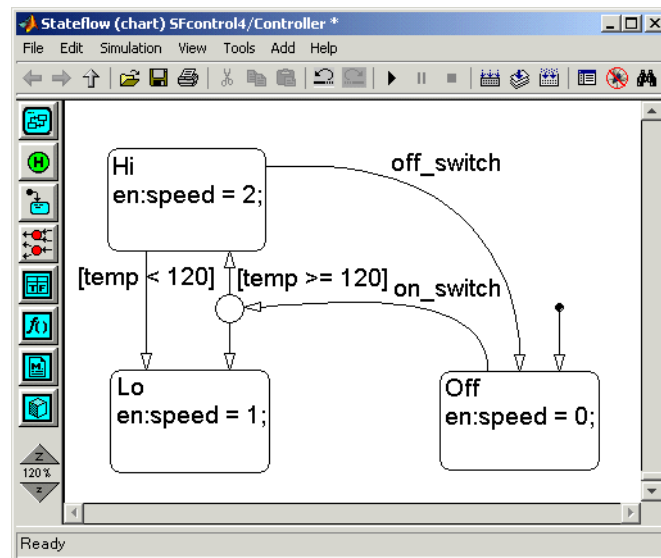 Stateflow (chart) SFcontrol4/Controller *
File Edit Simulation View Tools Add Help
H
Hi
en:speed = 2;
off_switch
[temp < 120]
[temp >= 120]
on_switch
Lo
en:speed = 1;
Off
en:speed = 0;
f()
M
Z
120%
z
Ready